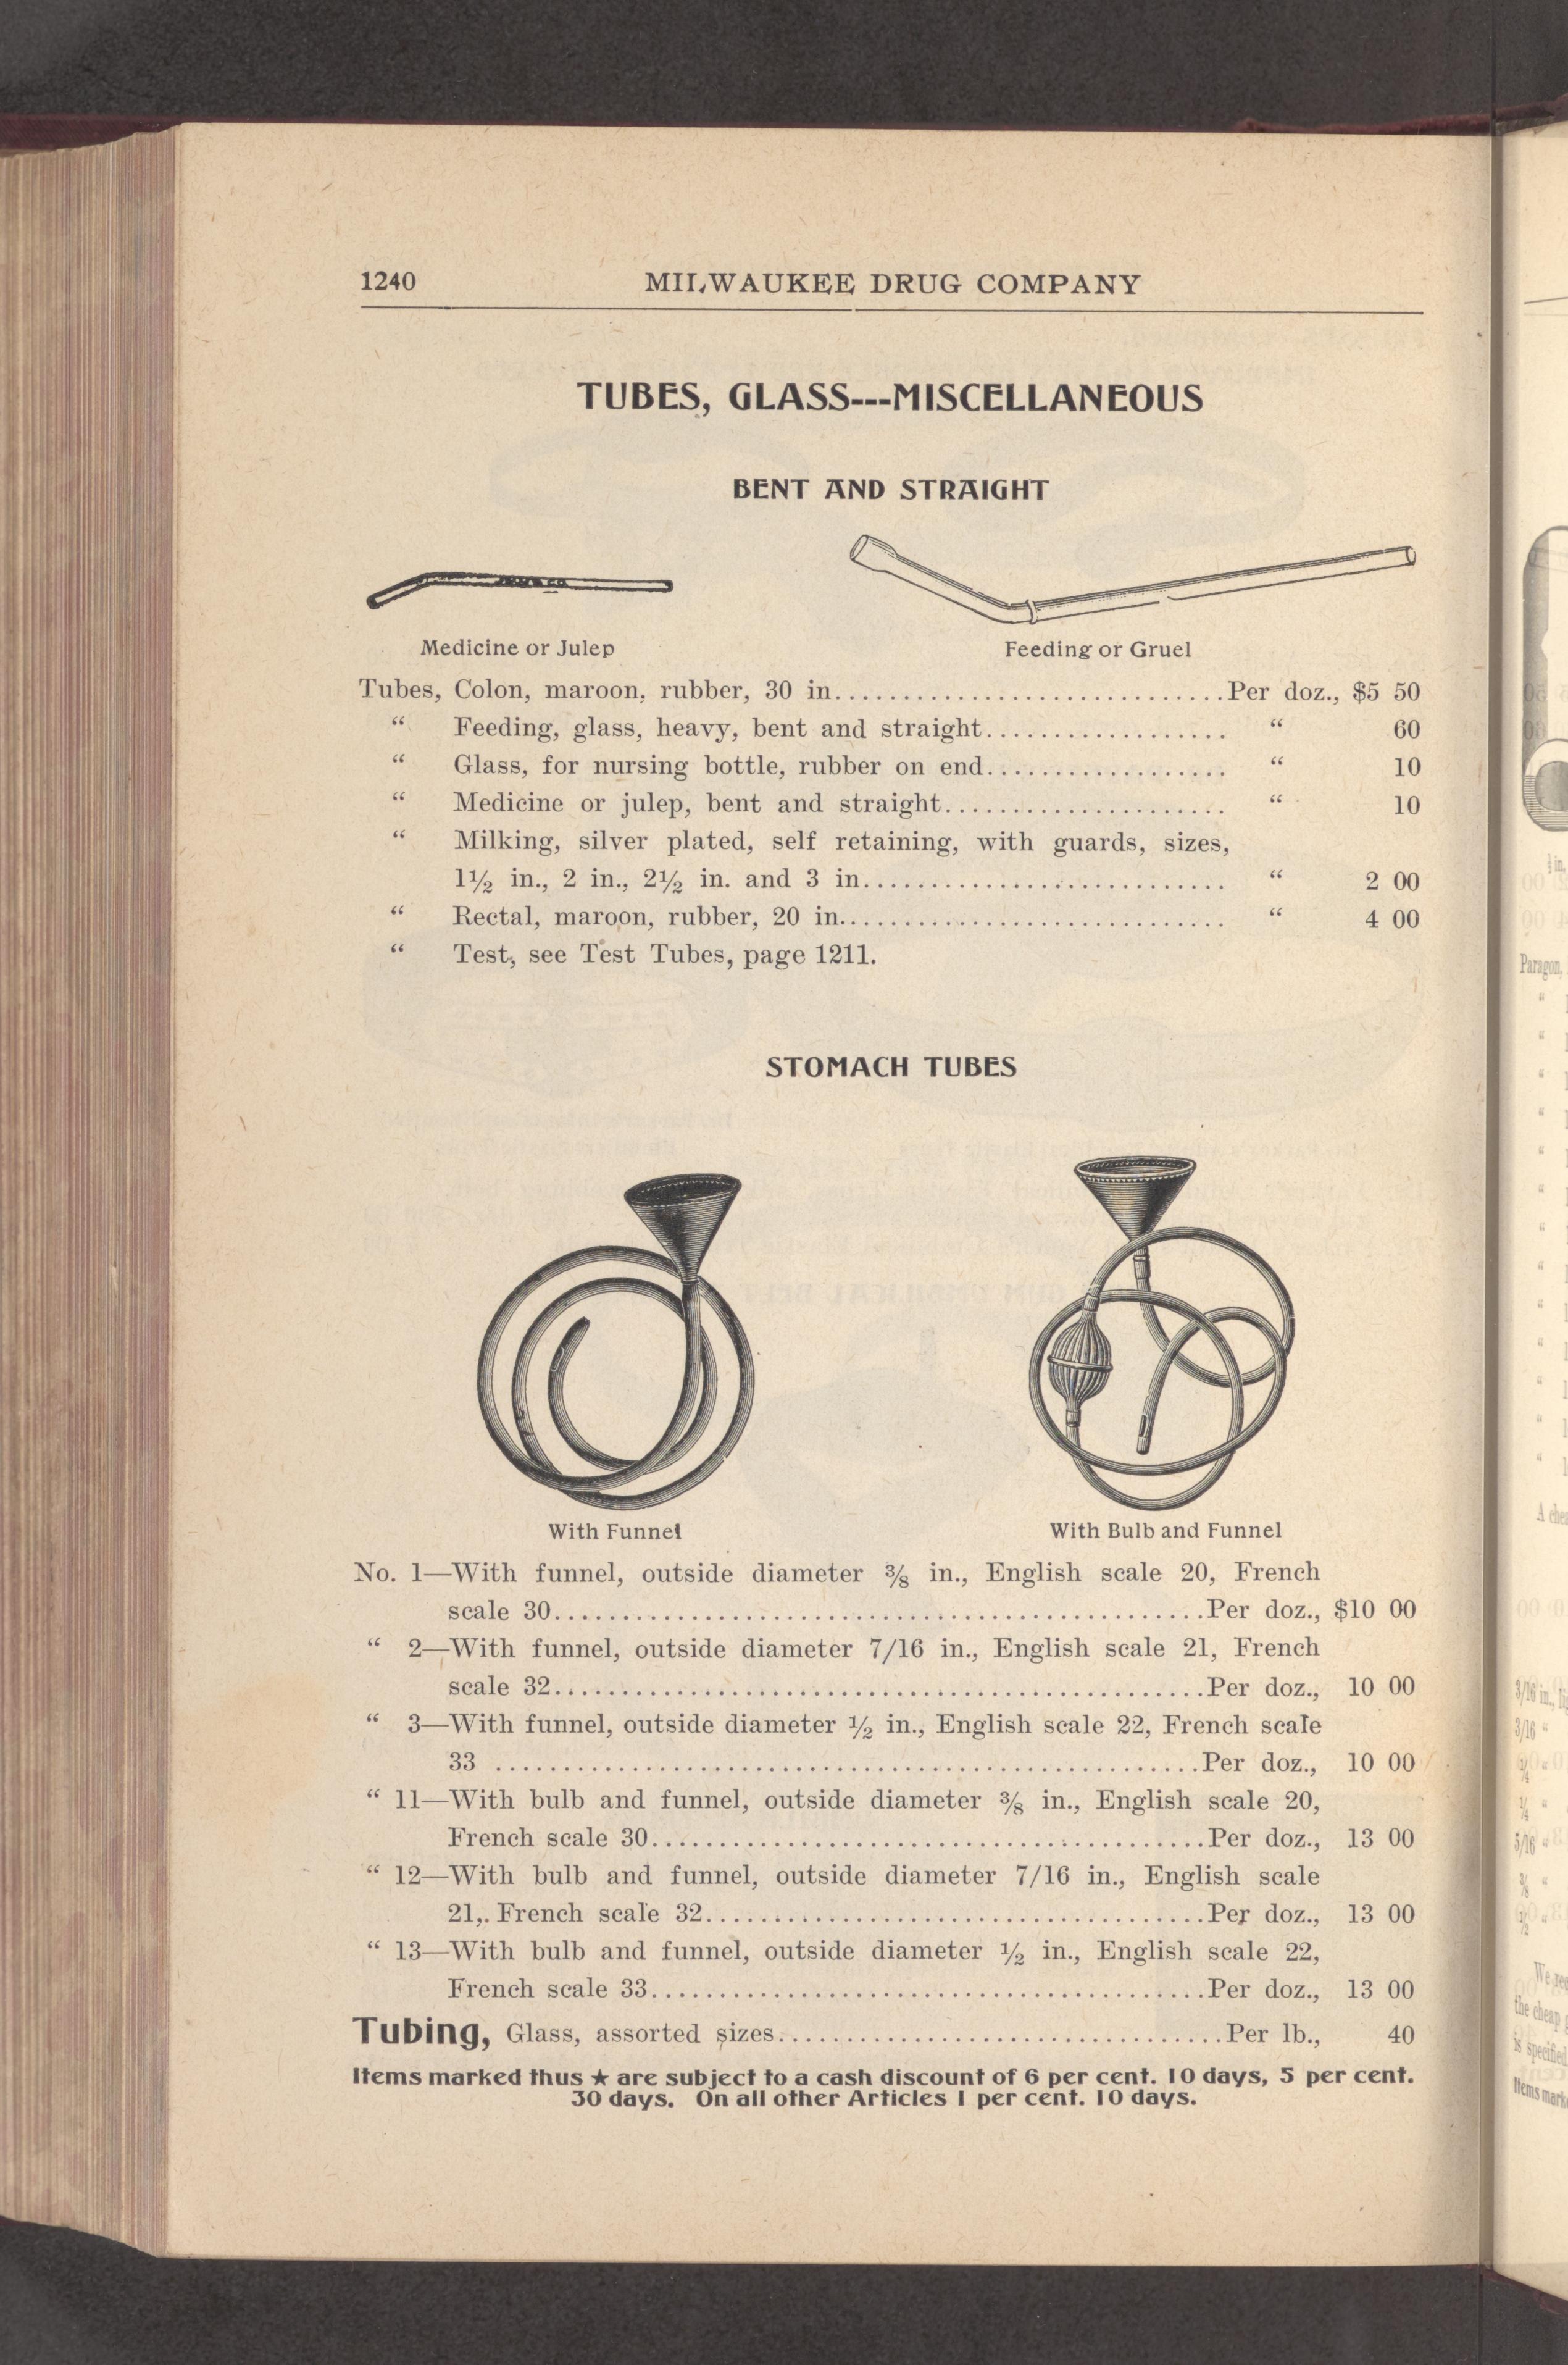 1240 MILWAUKEE DRUG COMPANY
TUBES, GLASS---MISCELLANEOUS
BENT AND STRAIGHT
Medicine or Julep Feeding or Gruel
Tubes, Colon, maroon, rubber, 30 in.............................Per doz., $5 50
“ Feeding, glass, heavy, bent and straight.................. “ 60
“ Glass, for nursing bottle, rubber on end.................. “ 10
“ Medicine or julep, bent and straight..................... “ 10
“ Milking, silver plated, self retaining, with guards, sizes,
1½ in., 2 in., 2½ in. and 3 in........................... “ 2 00
“ Rectal, maroon, rubber, 20 in............................. “ 4 00
“ Test, see Test Tubes, page 1211.
STOMACH TUBES
With Funnel With Bulb and Funnel
No. 1—With funnel, outside diameter ⅜ in., English scale 20, French
scale 30................................................Per doz., $10 00
“ 2—With funnel, outside diameter 7/16 in., English scale 21, French
scale 32................................................Per doz., 10 00
“ 3—With funnel, outside diameter ½ in., English scale 22, French scale
33 ....................................................Per doz., 10 00
“ 11—With bulb and funnel, outside diameter ⅜ in., English scale 20,
French scale 30.........................................Per doz., 13 00
“ 12—With bulb and funnel, outside diameter 7/16 in., English scale
21,. French scale 32.....................................Per doz., 13 00
“ 13—With bulb and funnel, outside diameter ½ in., English scale 22,
French scale 33.........................................Per doz., 13 00
Tubing, Glass, assorted sizes.................................Per lb., 40
Items marked thus ★ are subject to a cash discount of 6 per cent. 10 days, 5 per cent.
30 days. On all other Articles 1 per cent. 10 days.
Paragon,